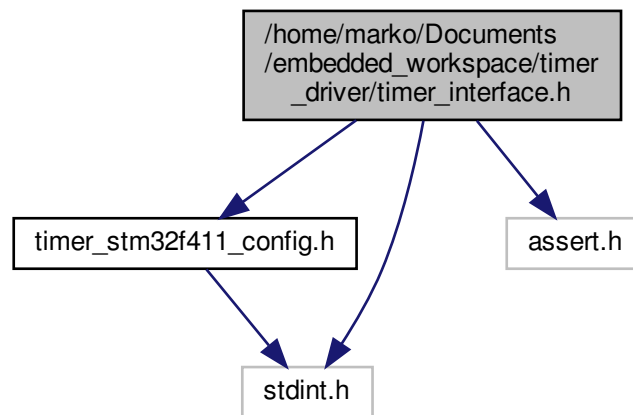 /home/marko/Documents
/embedded_workspace/timer
_driver/timer_interface.h
timer_stm32f411_config.h
assert.h
stdint.h